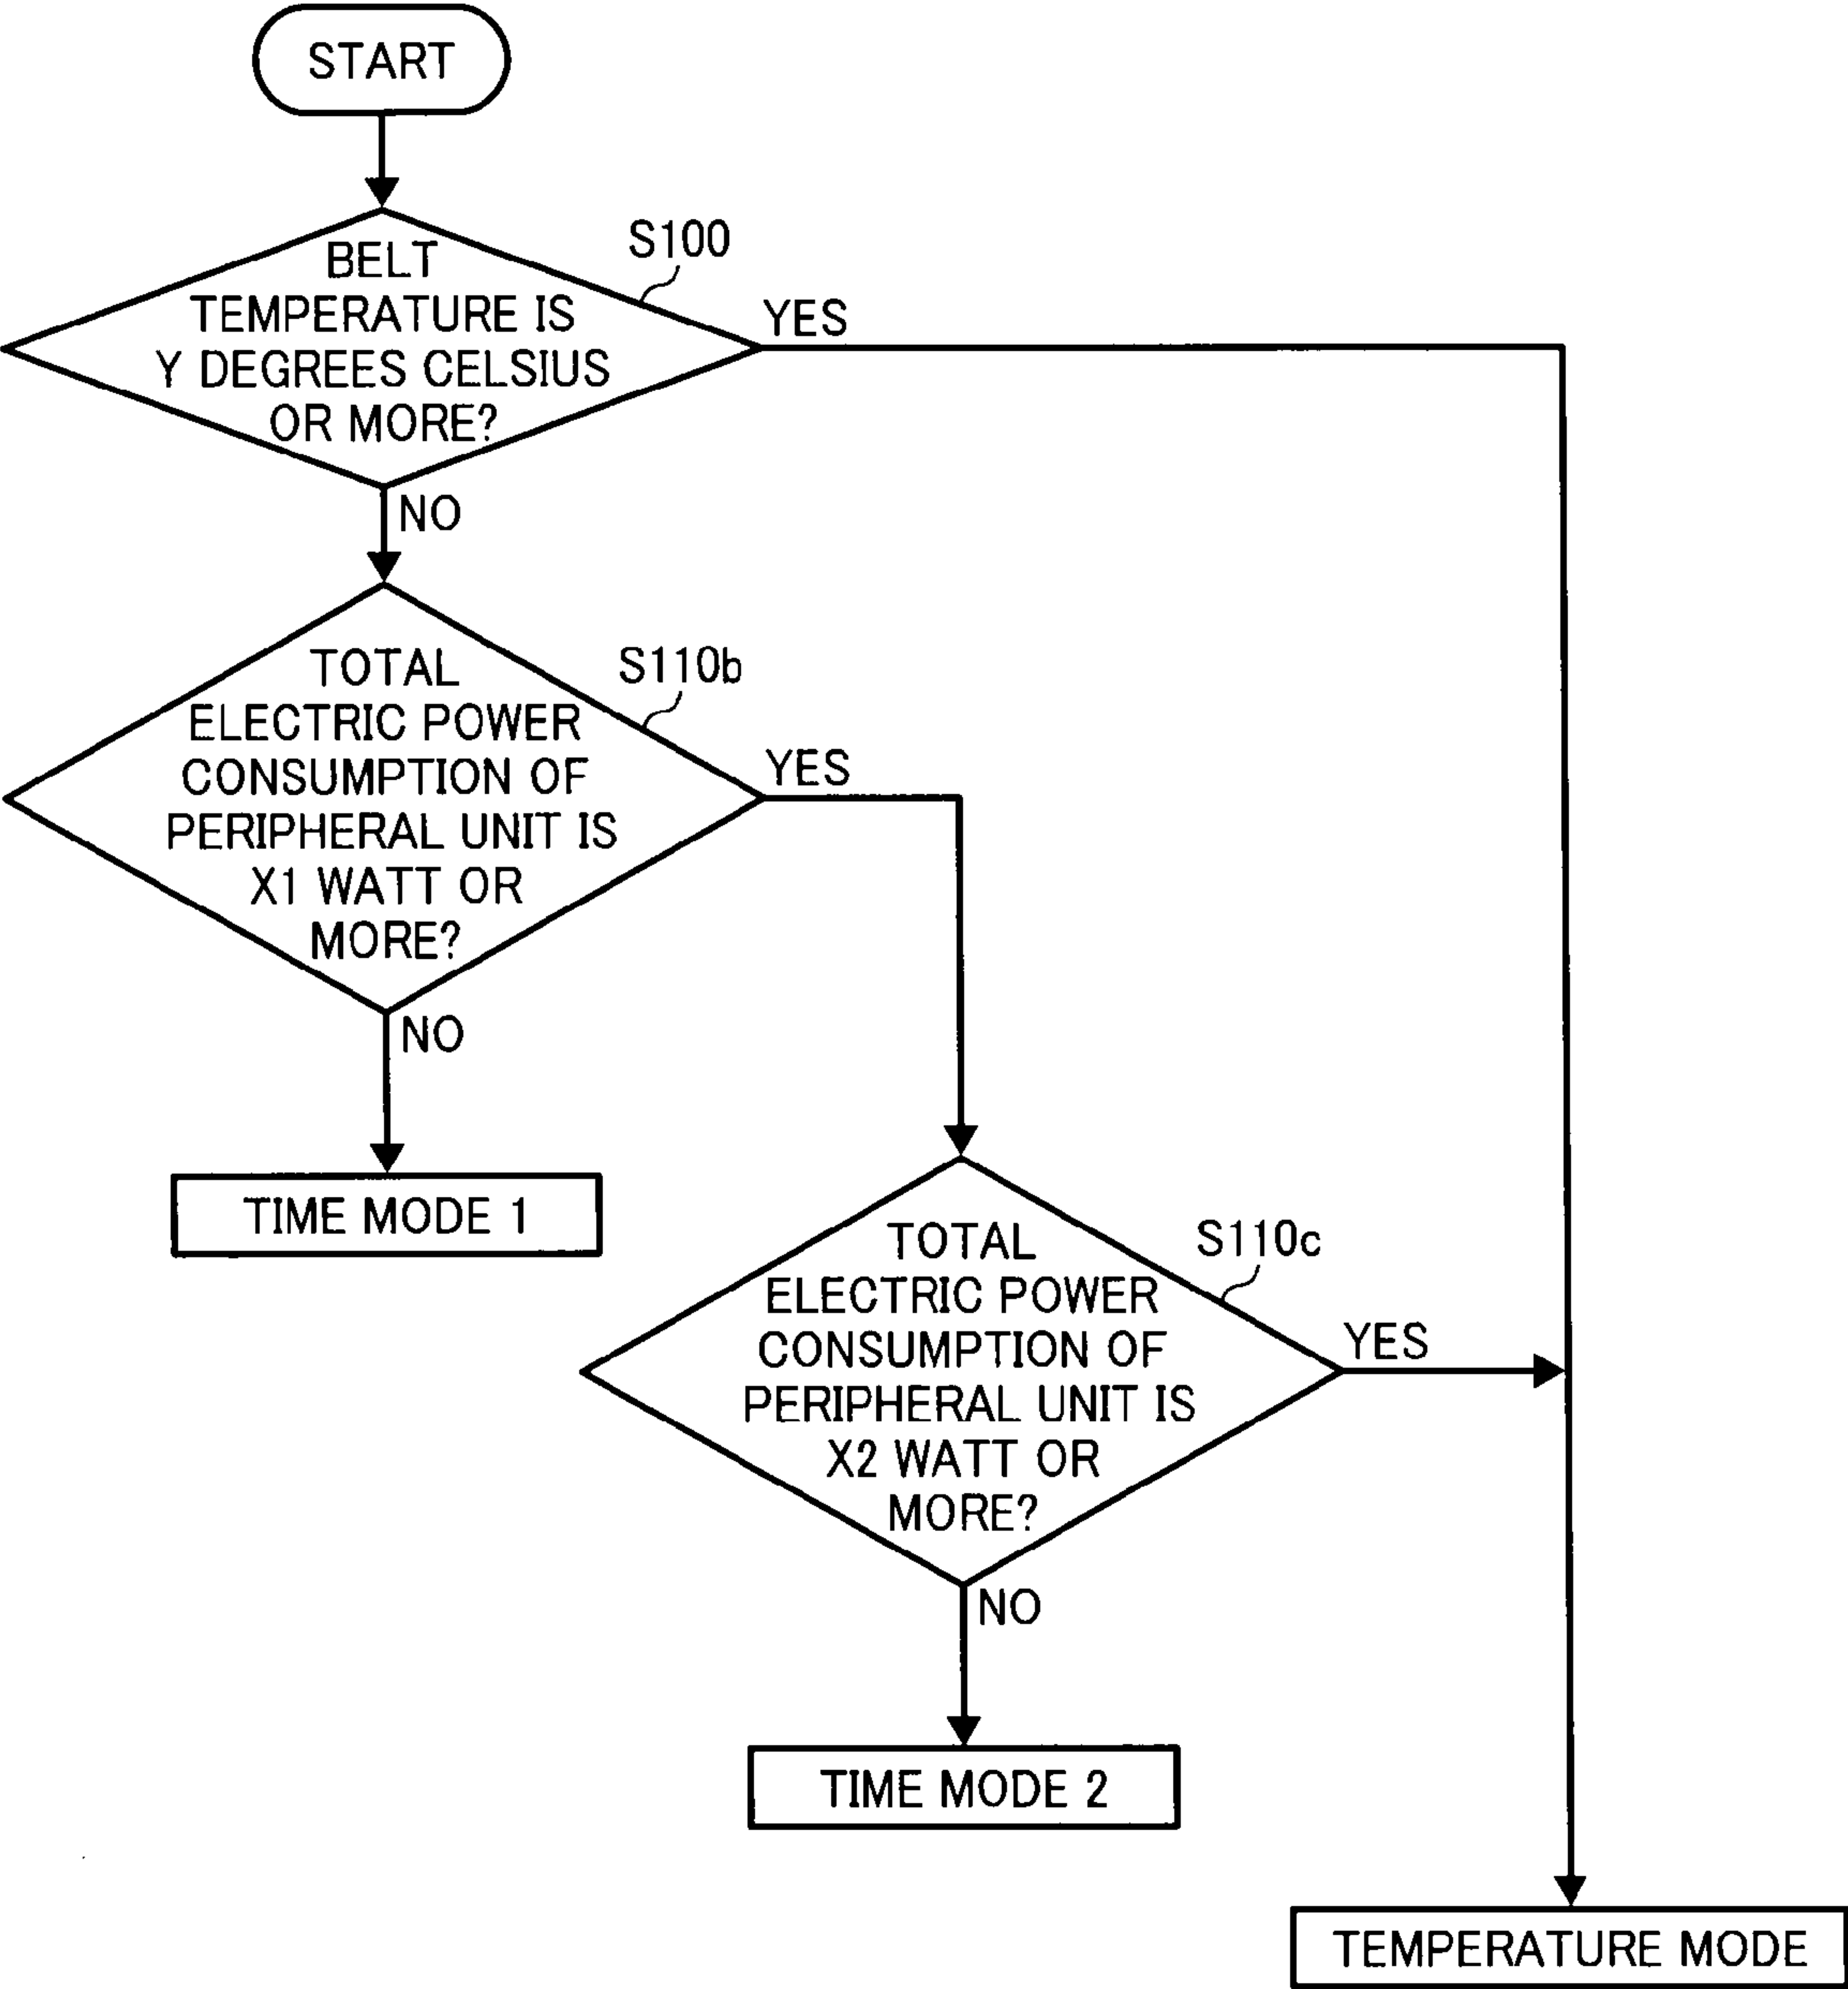 START
S100
BELT
TEMPERATURE IS
Y DEGREES CELSIUS
OR MORE?
YES
NO
S110b
TOTAL
ELECTRIC POWER
CONSUMPTION OF
PERIPHERAL UNIT IS
X1 WATT OR
MORE?
YES
NO
TIME MODE 1
S110c
TOTAL
ELECTRIC POWER
CONSUMPTION OF
PERIPHERAL UNIT IS
X2 WATT OR
MORE?
YES
NO
TIME MODE 2
TEMPERATURE MODE